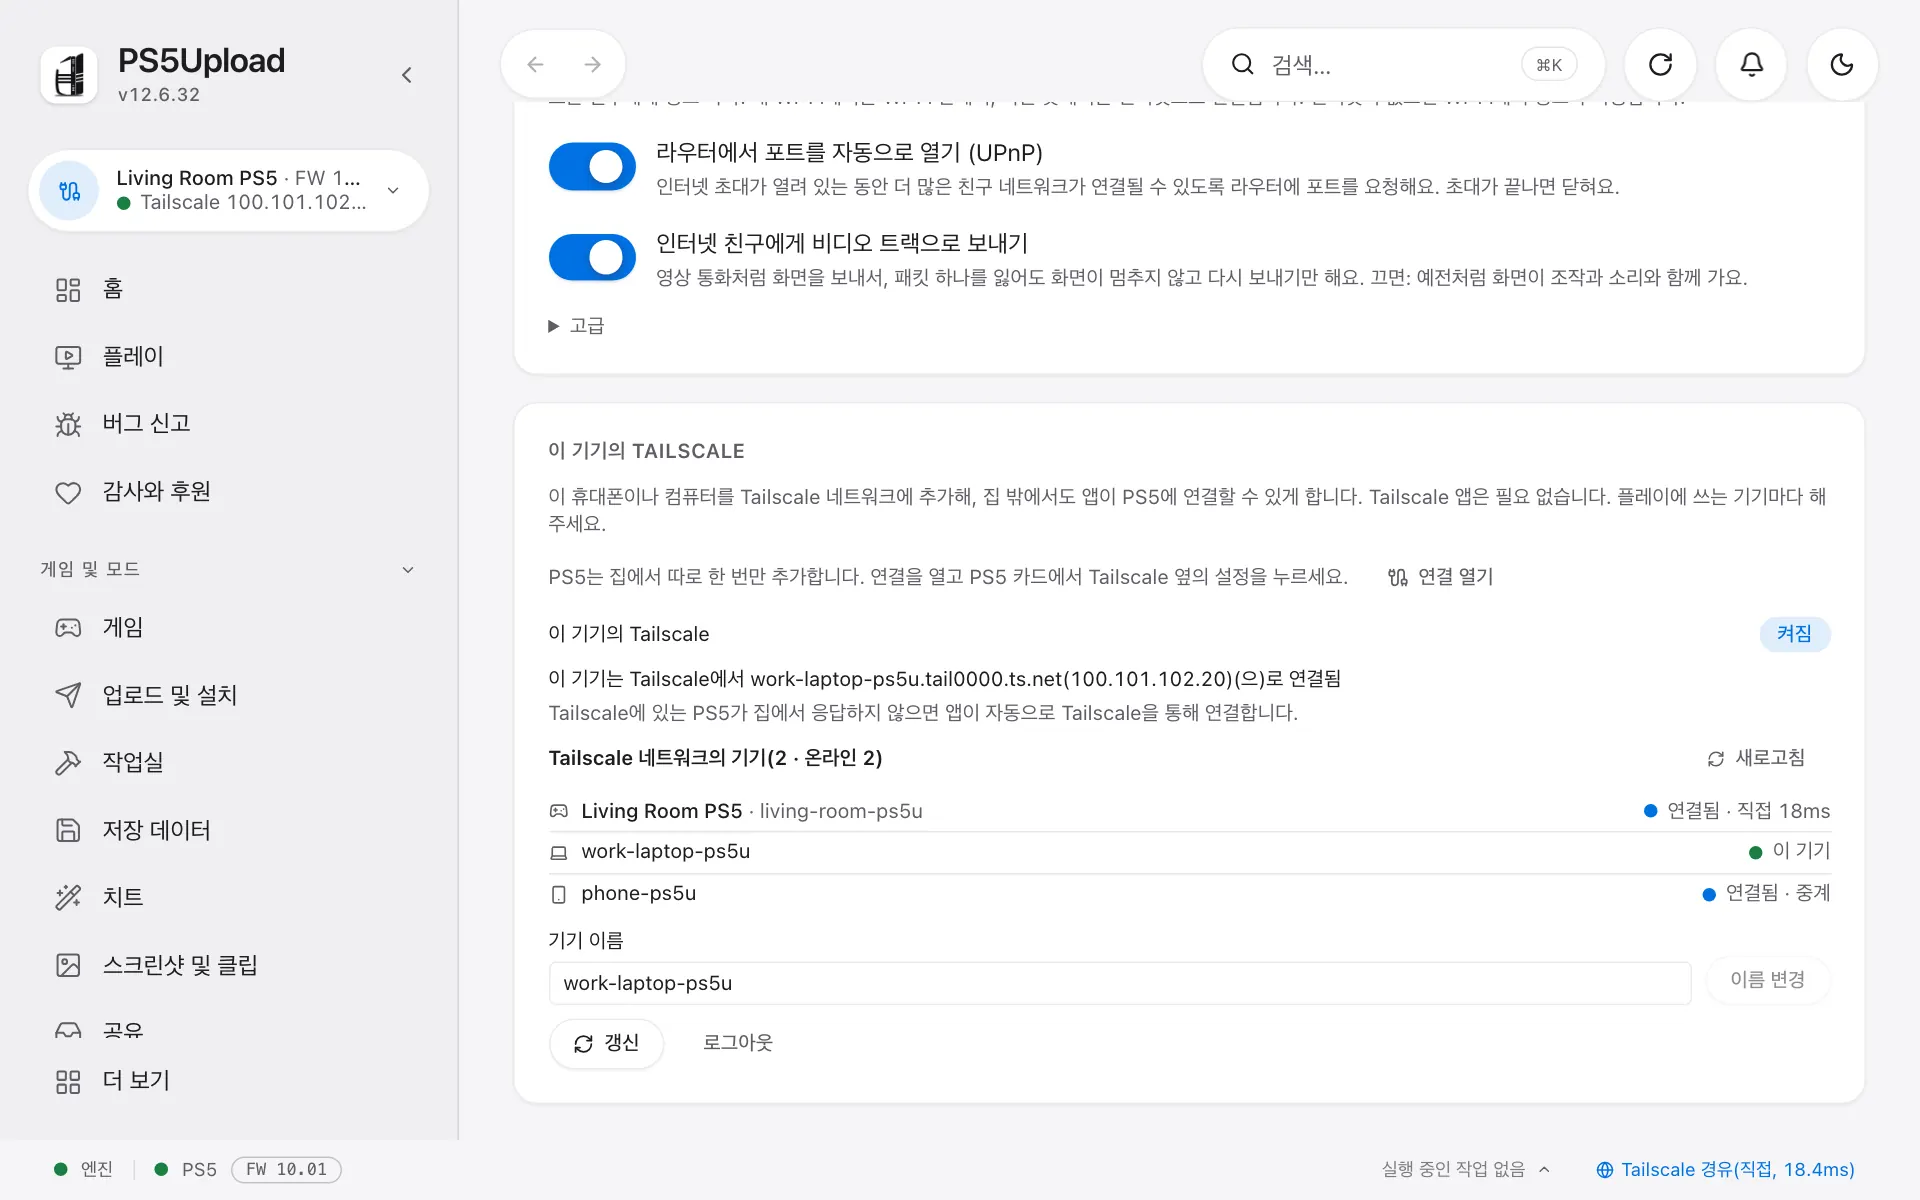 PS5Upload
v12.6.32
Living Room PS5 · FW 1...
Tailscale 100.101.102...
홈
플레이
버그 신고
감사와 후원
게임 및 모드
게임
업로드 및 설치
작업실
저장 데이터
치트
스크린샷 및 클립
공유
더 보기
검색...
⌘K
라우터에서 포트를 자동으로 열기 (UPnP)
인터넷 초대가 열려 있는 동안 더 많은 친구 네트워크가 연결될 수 있도록 라우터에 포트를 요청해요. 초대가 끝나면 닫혀요.
인터넷 친구에게 비디오 트랙으로 보내기
영상 통화처럼 화면을 보내서, 패킷 하나를 잃어도 화면이 멈추지 않고 다시 보내기만 해요. 끄면: 예전처럼 화면이 조작과 소리와 함께 가요.
고급
이 기기의 TAILSCALE
이 휴대폰이나 컴퓨터를 Tailscale 네트워크에 추가해, 집 밖에서도 앱이 PS5에 연결할 수 있게 합니다. Tailscale 앱은 필요 없습니다. 플레이에 쓰는 기기마다 해
주세요.
PS5는 집에서 따로 한 번만 추가합니다. 연결을 열고 PS5 카드에서 Tailscale 옆의 설정을 누르세요.
연결 열기
이 기기의 Tailscale
켜짐
이 기기는 Tailscale에서 work-laptop-ps5u.tail0000.ts.net(100.101.102.20)(으)로 연결됨
Tailscale에 있는 PS5가 집에서 응답하지 않으면 앱이 자동으로 Tailscale을 통해 연결합니다.
Tailscale 네트워크의 기기(2 · 온라인 2)
새로고침
Living Room PS5 · living-room-ps5u
연결됨 · 직접 18ms
work-laptop-ps5u
이 기기
phone-ps5u
연결됨 · 중계
기기 이름
work-laptop-ps5u
이름 변경
갱신
로그아웃
엔진
PS5
FW 10.01
실행 중인 작업 없음
Tailscale 경유(직접, 18.4ms)